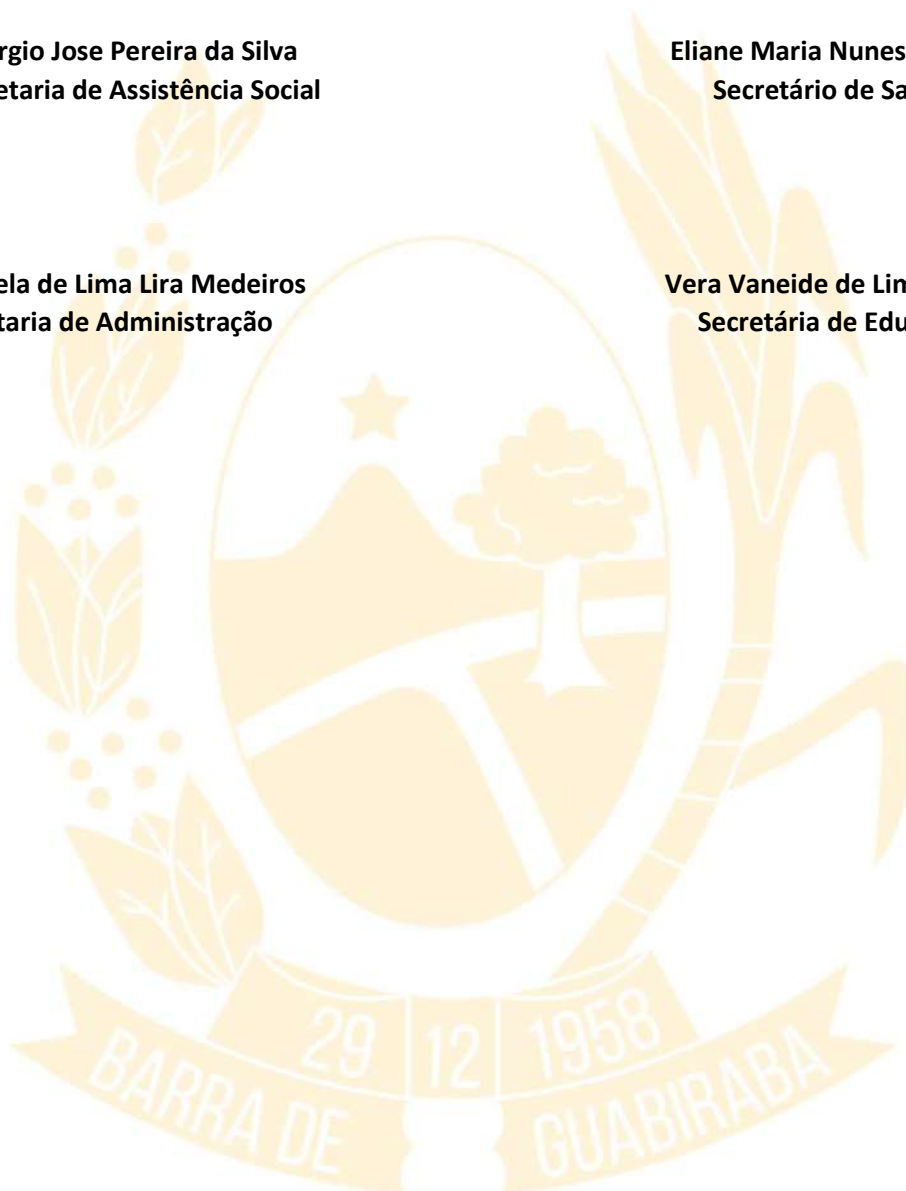 rgio Jose Pereira da Silva
etaria de Assistência Social
Eliane Maria Nunes
Secretário de Sa
ela de Lima Lira Medeiros
taria de Administração
Vera Vaneide de Lim
Secretária de Edu
29 12 1958
BARRA DE GUABIRABA